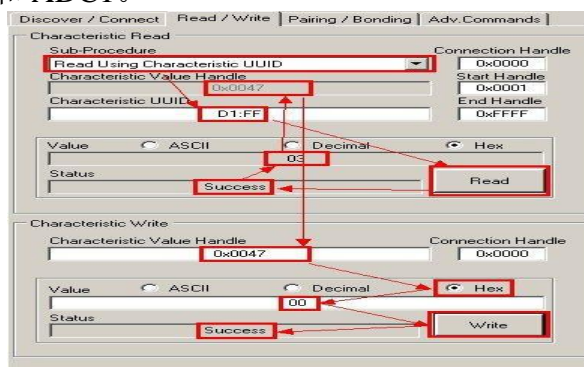 Discover / Connect Read / Write Pairing / Bonding Adv.Commands
Characteristic Read
Sub-Procedure Connection Handle
Read Using Characteristic UUID 0x0000
Characteristic Value Handle Start Handle
0x0047 0x0001
Characteristic UUID End Handle
D1:FF 0xFFFF
Value ASCII Decimal Hex
03
Status Read
Success
Characteristic Write
Characteristic Value Handle Connection Handle
0x0047 0x0000
Value ASCII Decimal Hex
00
Status Write
Success